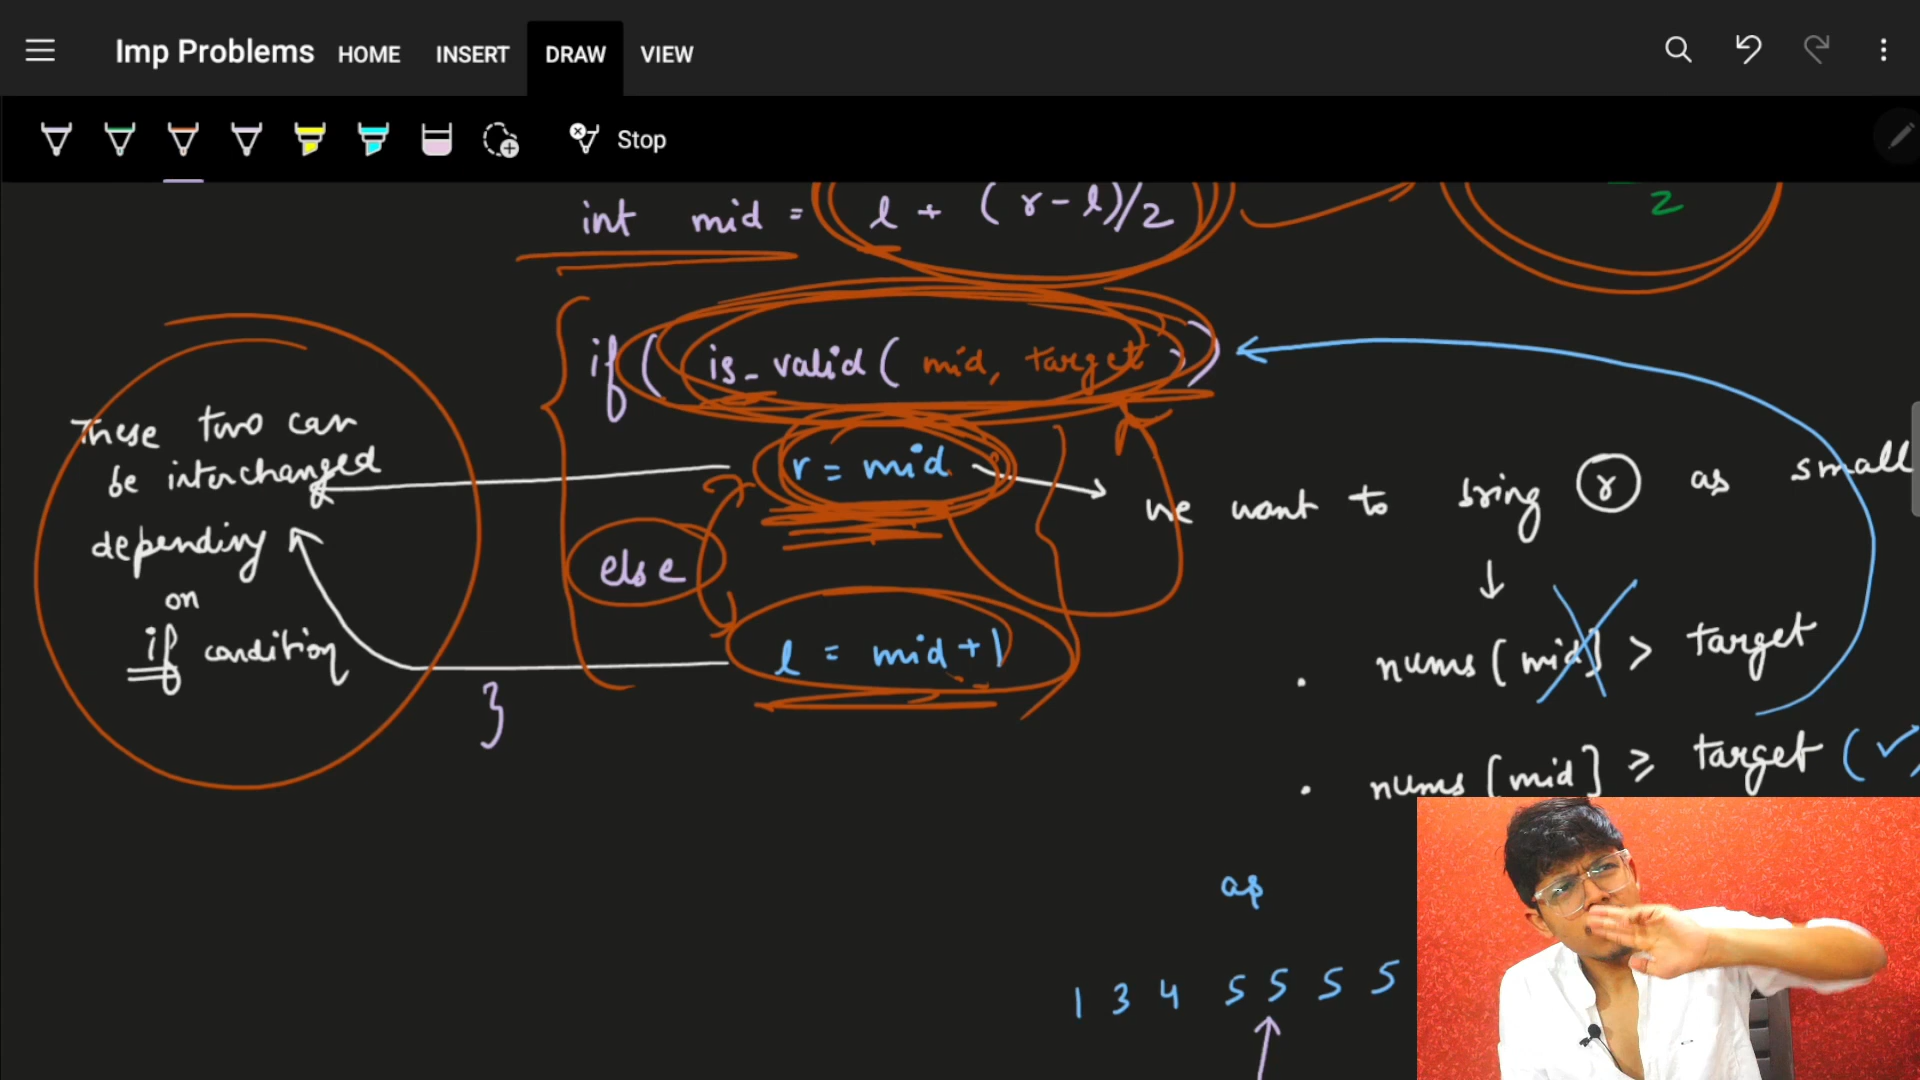 Imp Problems HOME INSERT DRAW VIEW
Stop
int mid = l + (r-l)/2
2
if ( is_valid ( mid, target ) )
r = mid
else
l = mid+1
}
These two can
be interchanged
depending
on
if condition
we want to bring r as small
↓
. nums [mid] > target
. nums [mid] ≥ target (✓)
as
1 3 4 5 5 5 5